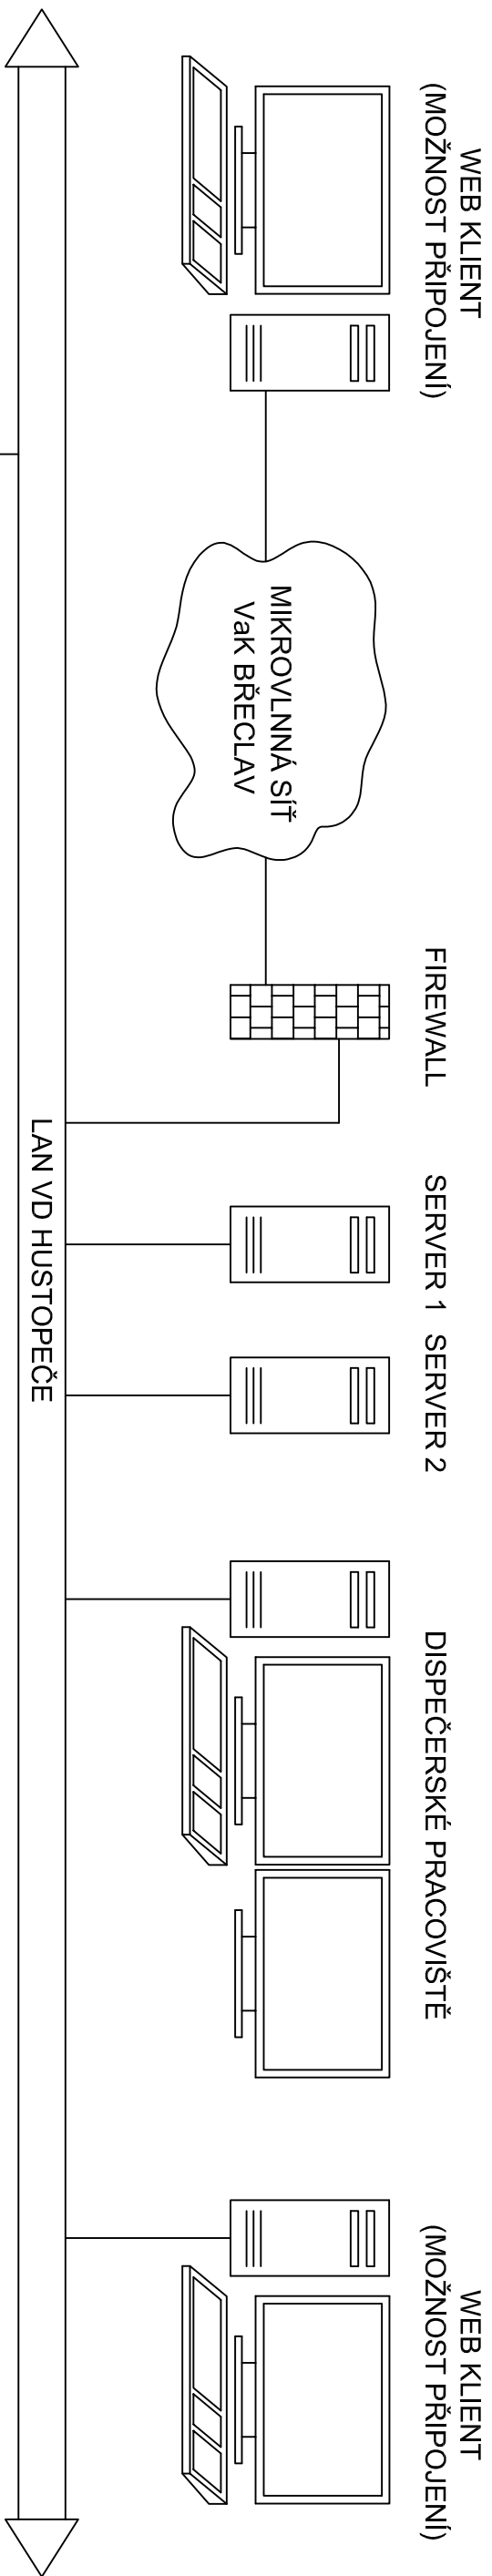 WEB KLIENT
(MOŽNOST PŘIPOJENÍ)
MIKROVLNNÁ SÍŤ
VaK BŘECLAV
FIREWALL
SERVER 1
SERVER 2
DISPEČERSKÉ PRACOVIŠTĚ
WEB KLIENT
(MOŽNOST PŘIPOJENÍ)
LAN VD HUSTOPEČE